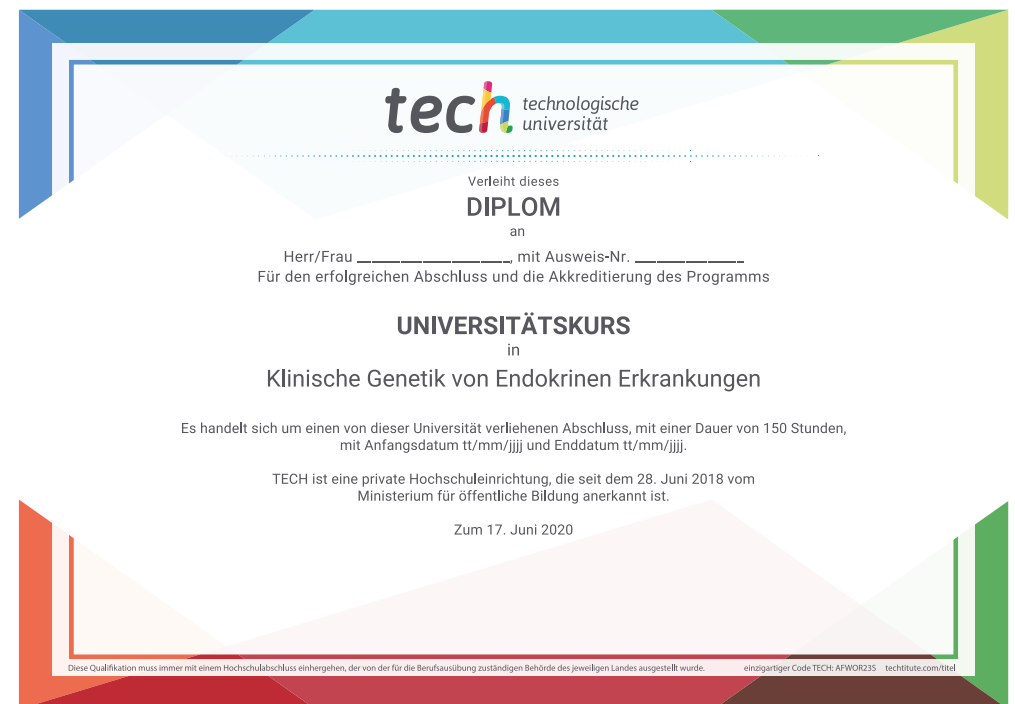 tech technologische
universität
Verleiht dieses
DIPLOM
an
Herr/Frau ____________________, mit Ausweis-Nr. ______________
Für den erfolgreichen Abschluss und die Akkreditierung des Programms
UNIVERSITÄTSKURS
in
Klinische Genetik von Endokrinen Erkrankungen
Es handelt sich um einen von dieser Universität verliehenen Abschluss, mit einer Dauer von 150 Stunden,
mit Anfangsdatum tt/mm/jjjj und Enddatum tt/mm/jjjj.
TECH ist eine private Hochschuleinrichtung, die seit dem 28. Juni 2018 vom
Ministerium für öffentliche Bildung anerkannt ist.
Zum 17. Juni 2020
Diese Qualifikation muss immer mit einem Hochschulabschluss einhergehen, der von der für die Berufsausübung zuständigen Behörde des jeweiligen Landes ausgestellt wurde. einzigartiger Code TECH: AFWOR23S techtitute.com/titel